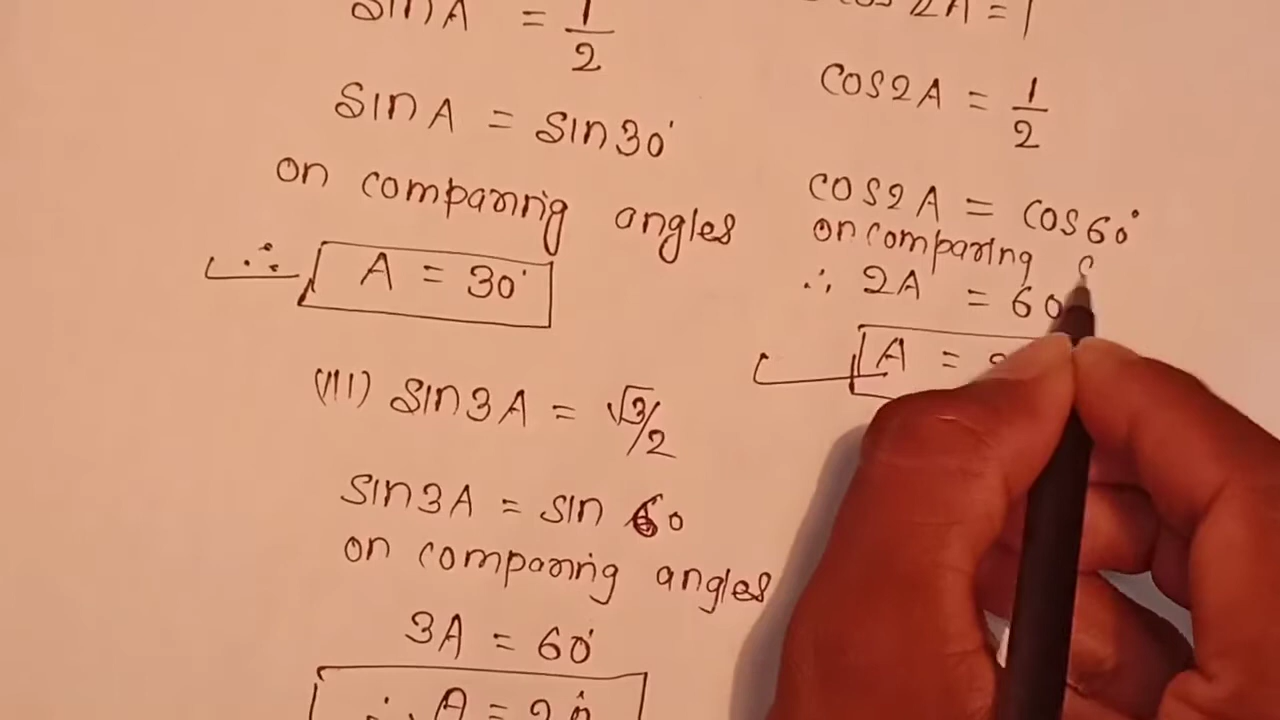 sin A = 1/2
sin A = sin 30°
on comparing angles
∴ A = 30°
(III) sin 3A = √3/2
sin 3A = sin 60
on comparing angles
3A = 60°
∴ A = 20°
cos 2A = 1
cos 2A = 1/2
cos 2A = cos 60°
on comparing
∴ 2A = 60
A =